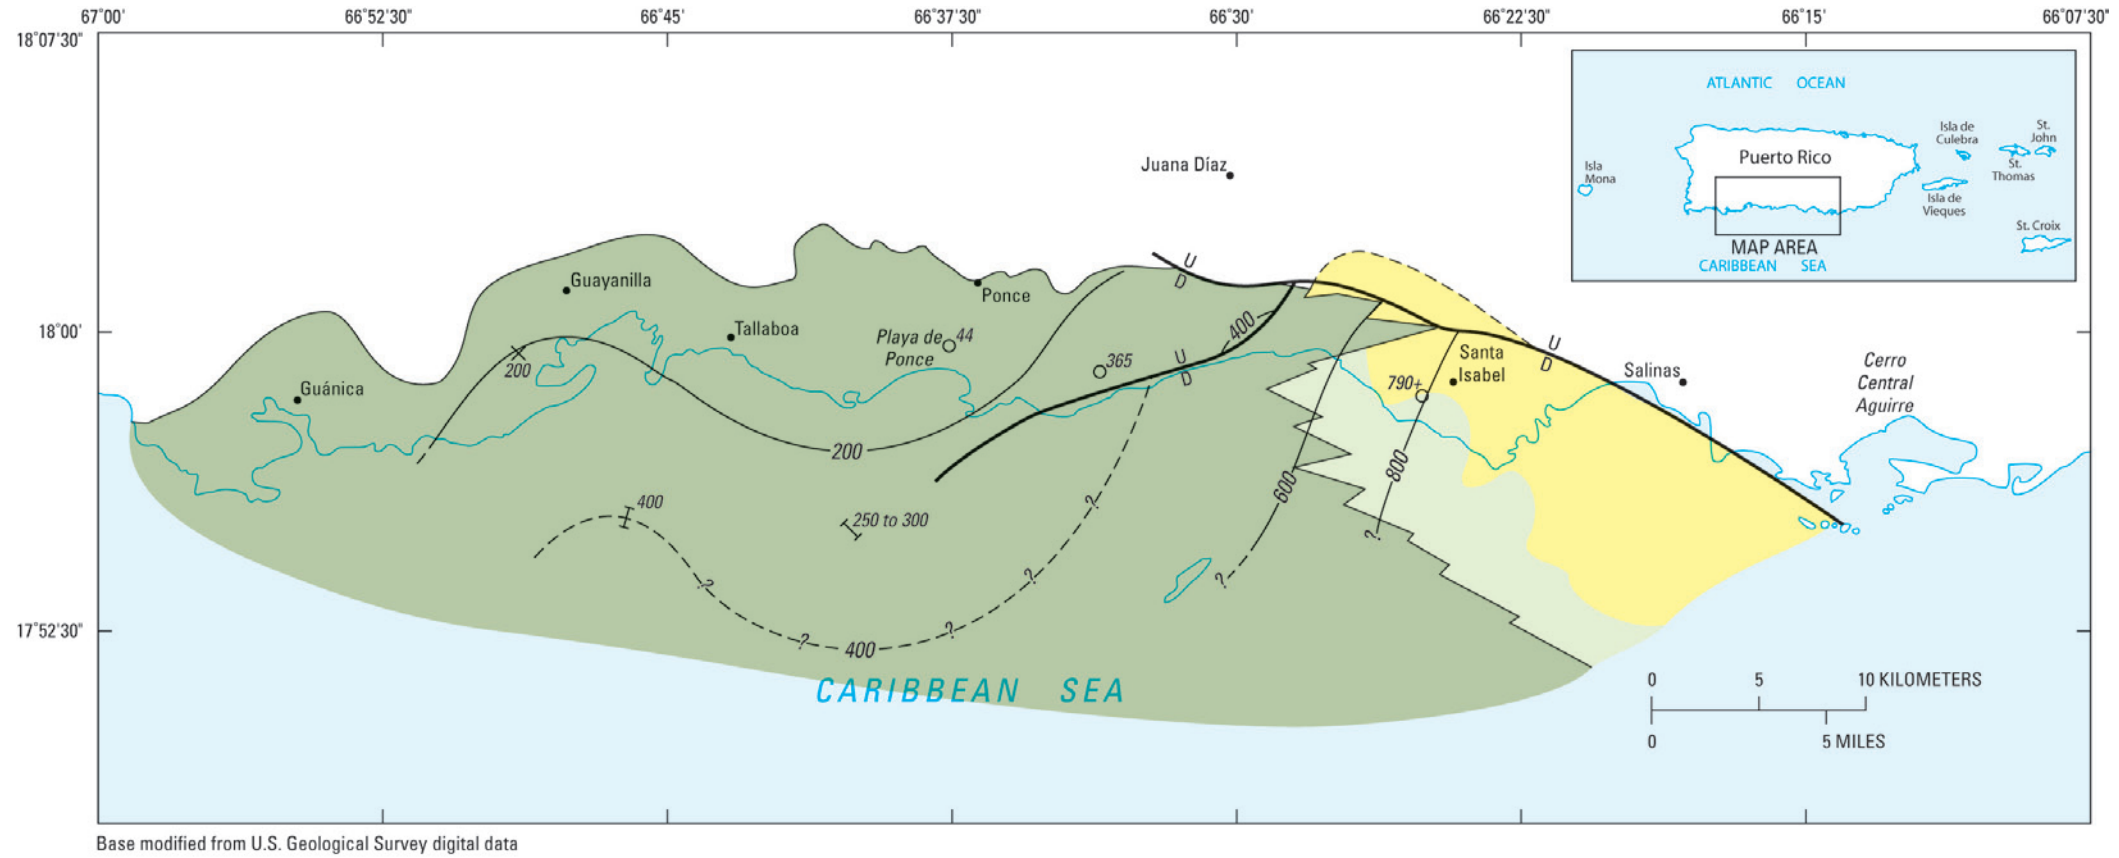 67°00'
66°52'30"
66°45'
66°37'30"
66°30'
66°22'30"
66°15'
66°07'30"
18°07'30"
ATLANTIC OCEAN
Isla de
Culebra
St.
John
Puerto Rico
Isla
Mona
St.
Thomas
Isla de
Vieques
St. Croix
MAP AREA
CARIBBEAN SEA
Juana Díaz
U
D
Guayanilla
Ponce
18°00'
Tallaboa
Playa de
Ponce
44
400
365
U
D
Santa
Isabel
U
D
Salinas
Cerro
Central
Aguirre
200
Guánica
790+
200
800
600
400
250 to 300
?
?
?
?
?
?
?
400
17°52'30"
CARIBBEAN SEA
0 5 10 KILOMETERS
0 5 MILES
Base modified from U.S. Geological Survey digital data